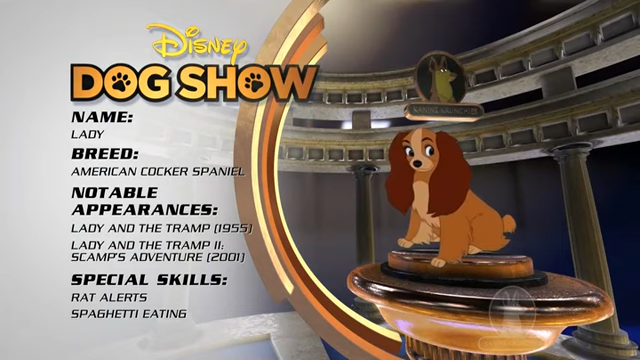 Disney
DOG SHOW
NAME:
LADY
BREED:
AMERICAN COCKER SPANIEL
NOTABLE
APPEARANCES:
LADY AND THE TRAMP (1955)
LADY AND THE TRAMP II:
SCAMP'S ADVENTURE (2001)
SPECIAL SKILLS:
RAT ALERTS
SPAGHETTI EATING